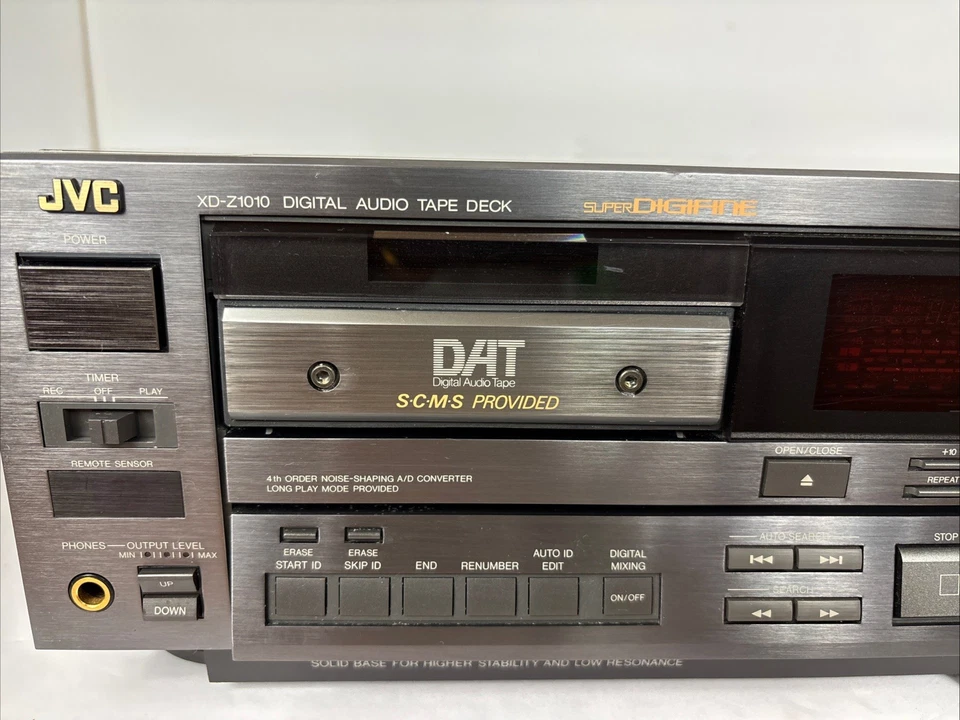 JVC
XD-Z1010 DIGITAL AUDIO TAPE DECK
SUPER DIGIFINE
POWER
TIMER
REC OFF PLAY
REMOTE SENSOR
PHONES OUTPUT LEVEL
MIN MAX
UP
DOWN
DAT
Digital Audio Tape
S·C·M·S PROVIDED
4th ORDER NOISE-SHAPING A/D CONVERTER
LONG PLAY MODE PROVIDED
OPEN/CLOSE
+10
REPEAT
ERASE
START ID
ERASE
SKIP ID
END
RENUMBER
AUTO ID
EDIT
DIGITAL
MIXING
ON/OFF
AUTO SEARCH
SEARCH
STOP
SOLID BASE FOR HIGHER STABILITY AND LOW RESONANCE